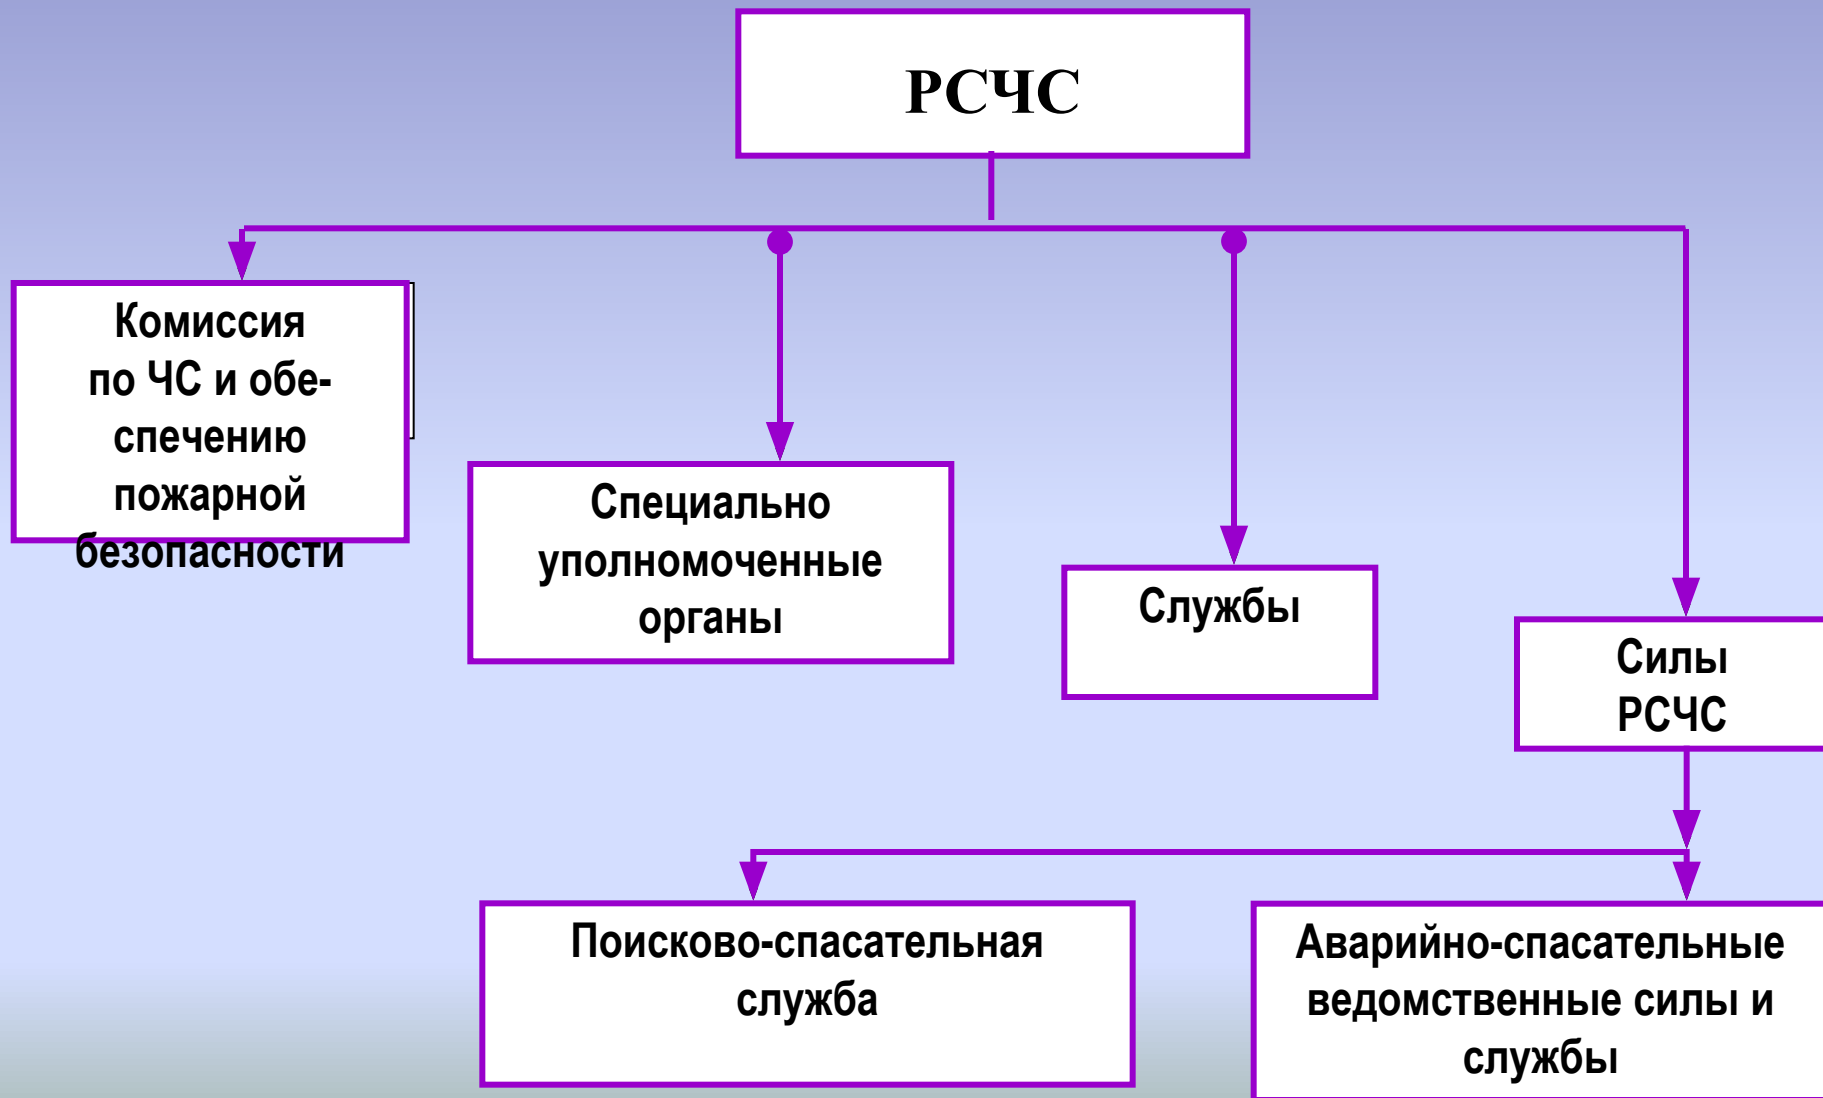 РСЧС
Комиссия
по ЧС и обе-
спечению
пожарной
безопасности
Специально
уполномоченные
органы
Службы
Силы
РСЧС
Поисково-спасательная
служба
Аварийно-спасательные
ведомственные силы и
службы